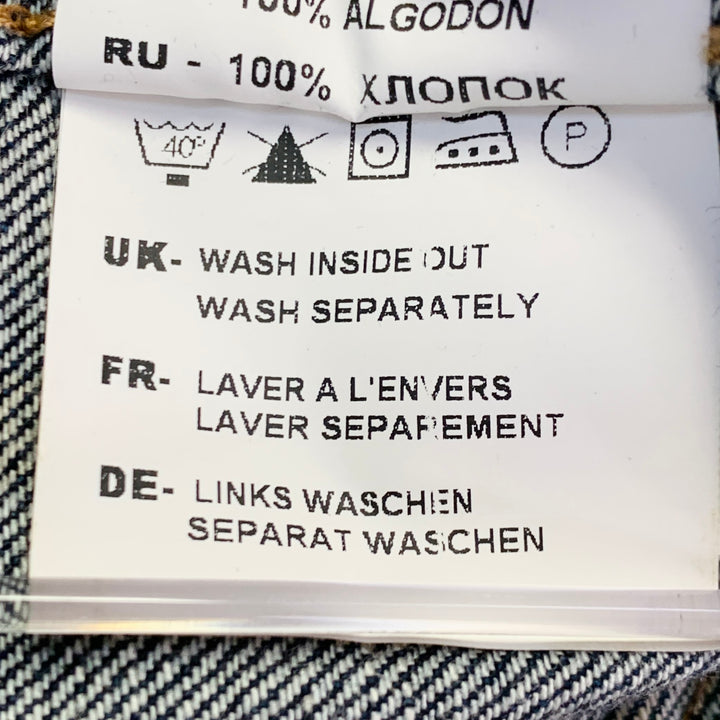 100% ALGODON
RU - 100% ХЛОПОК
40° P
UK- WASH INSIDE OUT
WASH SEPARATELY
FR- LAVER A L'ENVERS
LAVER SEPAREMENT
DE- LINKS WASCHEN
SEPARAT WASCHEN